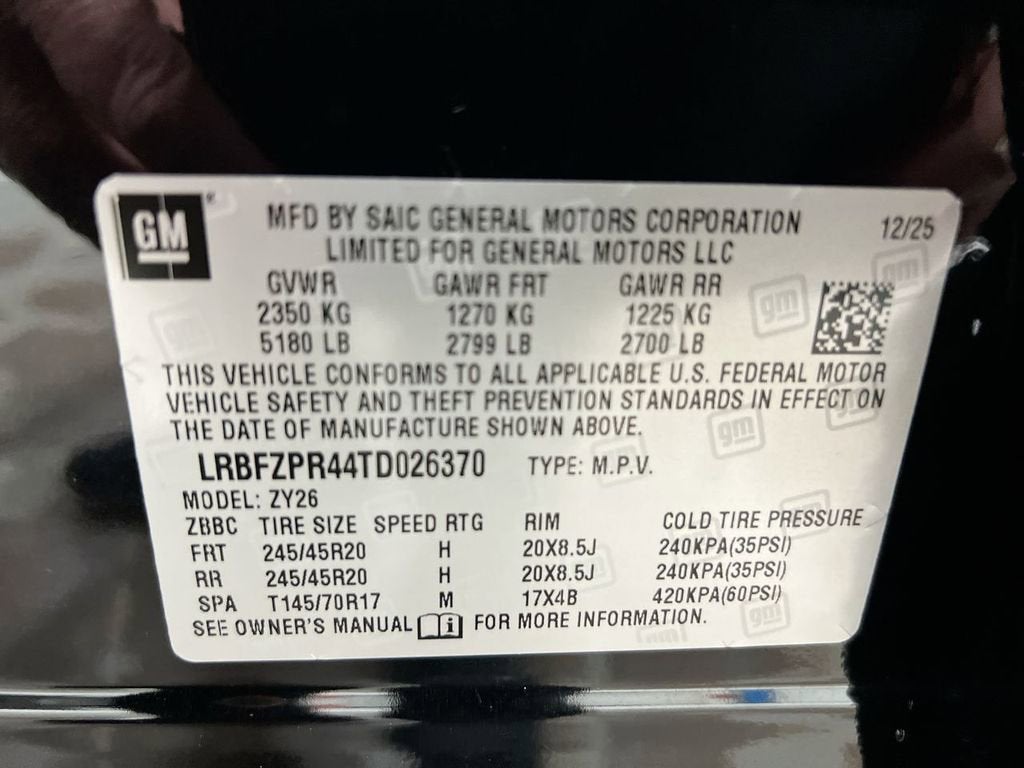 GM
MFD BY SAIC GENERAL MOTORS CORPORATION 12/25
LIMITED FOR GENERAL MOTORS LLC
GVWR GAWR FRT GAWR RR
2350 KG 1270 KG 1225 KG
5180 LB 2799 LB 2700 LB
THIS VEHICLE CONFORMS TO ALL APPLICABLE U.S. FEDERAL MOTOR
VEHICLE SAFETY AND THEFT PREVENTION STANDARDS IN EFFECT ON
THE DATE OF MANUFACTURE SHOWN ABOVE.
LRBFZPR44TD026370 TYPE: M.P.V.
MODEL: ZY26
ZBBC TIRE SIZE SPEED RTG RIM COLD TIRE PRESSURE
FRT 245/45R20 H 20X8.5J 240KPA(35PSI)
RR 245/45R20 H 20X8.5J 240KPA(35PSI)
SPA T145/70R17 M 17X4B 420KPA(60PSI)
SEE OWNER'S MANUAL i FOR MORE INFORMATION.